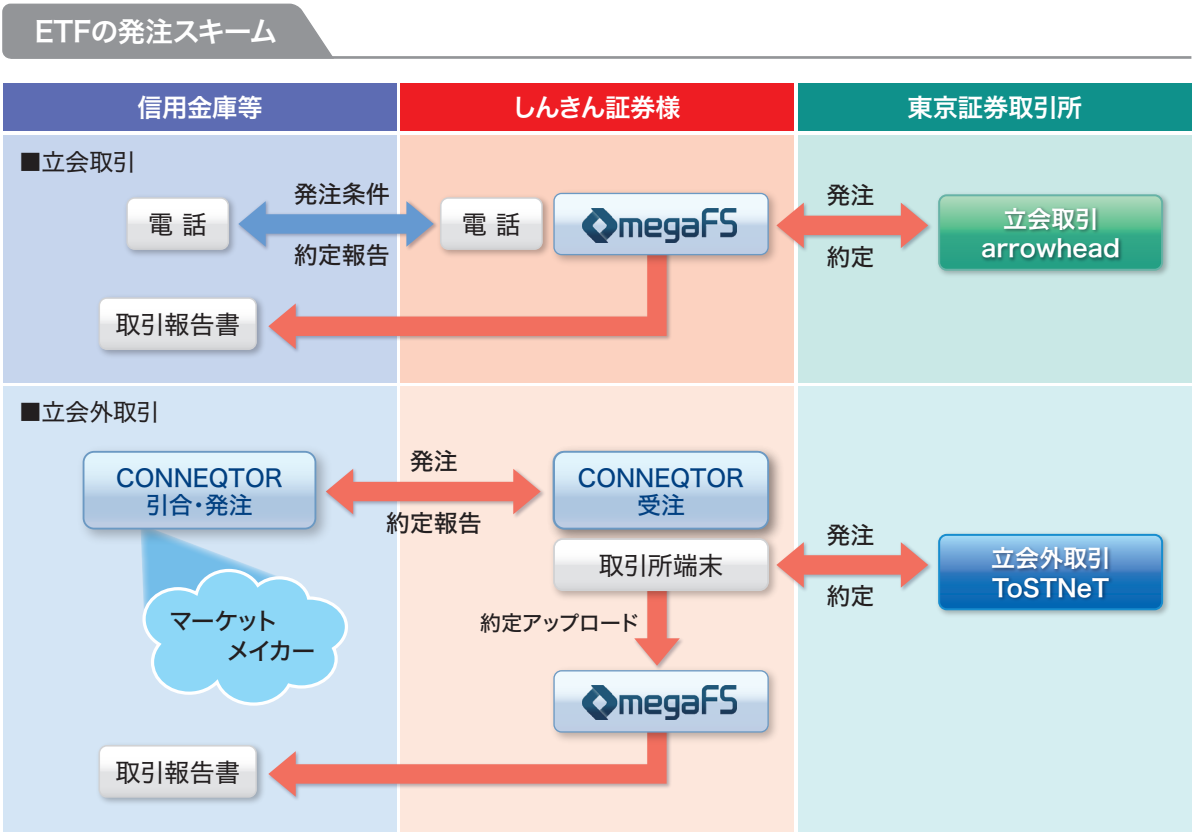 ETFの発注スキーム
信用金庫等
しんきん証券様
東京証券取引所
■立会取引
電 話
発注条件
約定報告
電 話
OmegaFS
発注
約定
立会取引
arrowhead
取引報告書
■立会外取引
CONNEQTOR
引合・発注
発注
約定報告
CONNEQTOR
受注
取引所端末
発注
約定
立会外取引
ToSTNeT
マーケット
メイカー
約定アップロード
OmegaFS
取引報告書